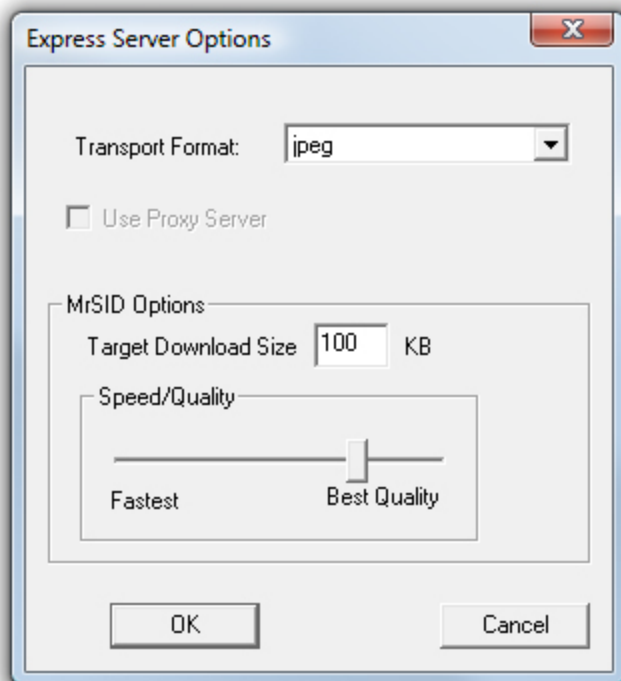 Express Server Options
Transport Format: jpeg
Use Proxy Server
MrSID Options
Target Download Size 100 KB
Speed/Quality
Fastest Best Quality
OK Cancel